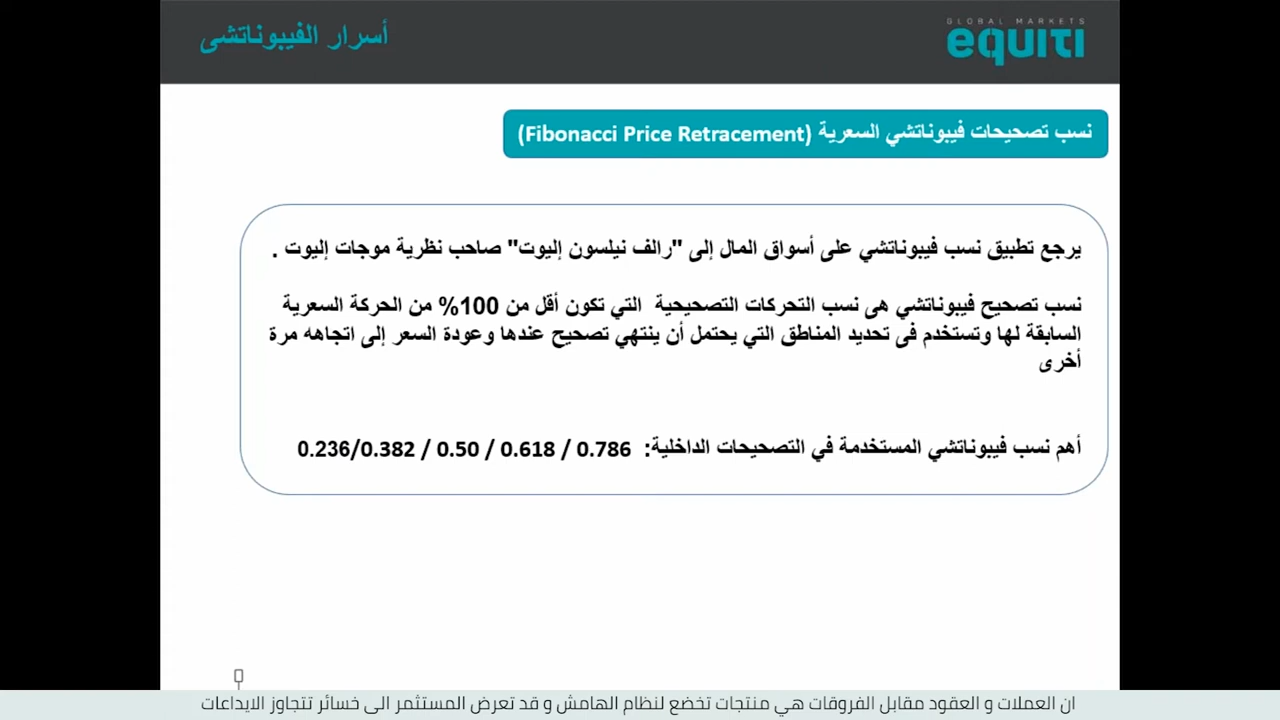 أسرار الفيبوناتشى
GLOBAL MARKETS
equiti
نسب تصحيحات فيبوناتشي السعرية (Fibonacci Price Retracement)
يرجع تطبيق نسب فيبوناتشي على أسواق المال إلى "رالف نيلسون إليوت" صاحب نظرية موجات إليوت .
نسب تصحيح فيبوناتشي هى نسب التحركات التصحيحية التي تكون أقل من 100% من الحركة السعرية
السابقة لها وتستخدم فى تحديد المناطق التي يحتمل أن ينتهي تصحيح عندها وعودة السعر إلى اتجاهه مرة
أخرى
أهم نسب فيبوناتشي المستخدمة في التصحيحات الداخلية: 0.236/0.382 / 0.50 / 0.618 / 0.786
ان العملات و العقود مقابل الفروقات هي منتجات تخضع لنظام الهامش و قد تعرض المستثمر الى خسائر تتجاوز الايداعات